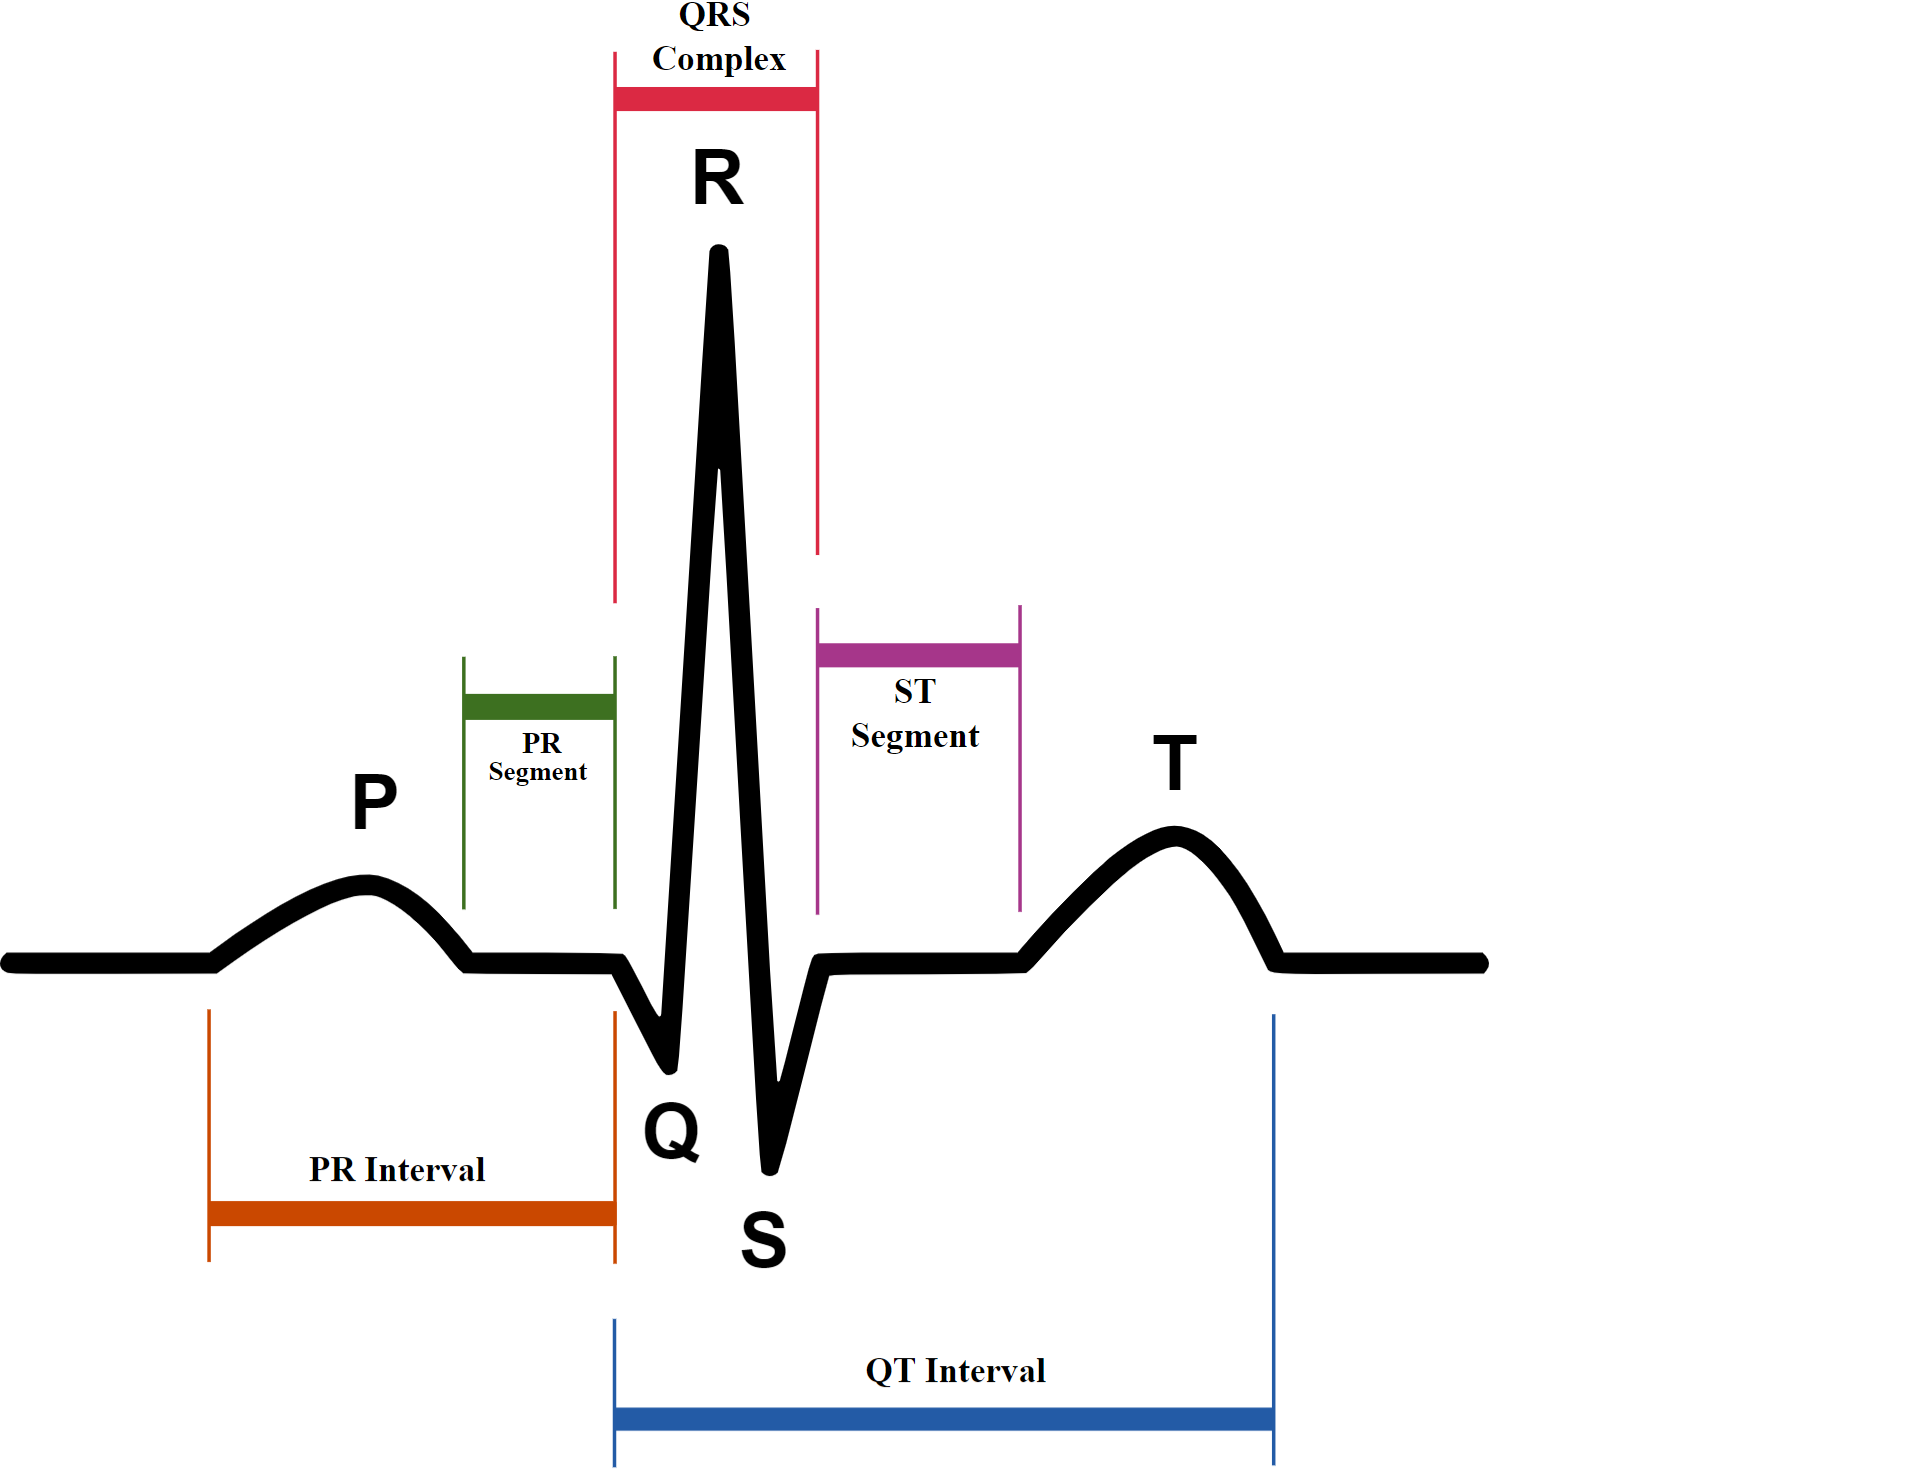 QRS
Complex
R
PR
Segment
ST
Segment
P
T
Q
PR Interval
S
QT Interval